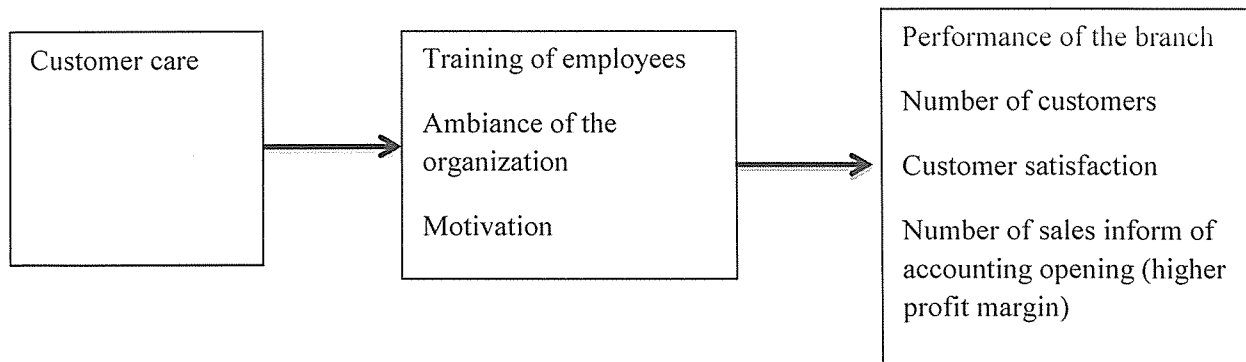 Customer care
Training of employees
Ambiance of the
organization
Motivation
Performance of the branch
Number of customers
Customer satisfaction
Number of sales inform of
accounting opening (higher
profit margin)